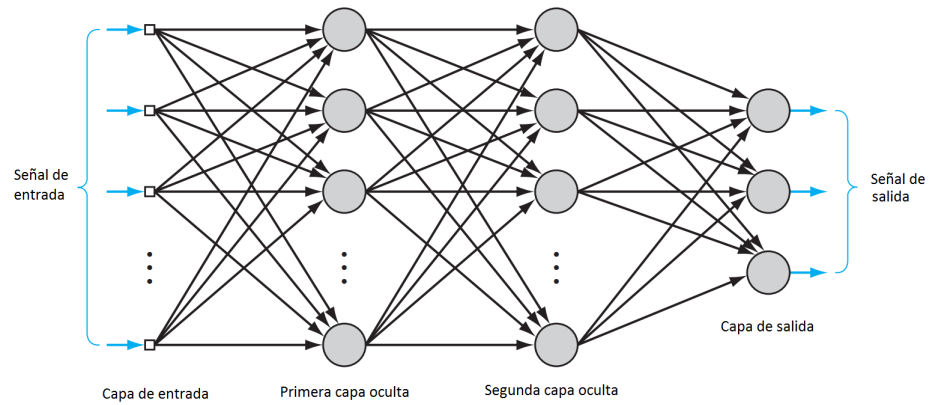 Señal de
entrada
Señal de
salida
Capa de salida
Capa de entrada
Primera capa oculta
Segunda capa oculta